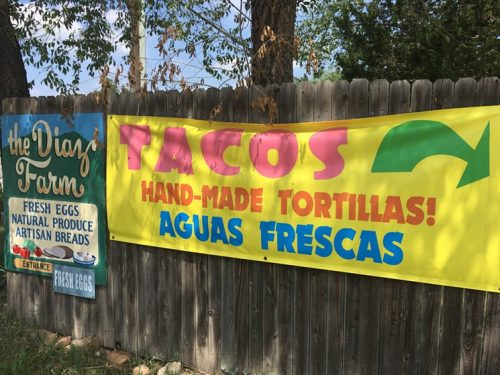 the Diaz
Farm
FRESH EGGS
NATURAL PRODUCE
ARTISAN BREADS
ENTRANCE
FRESH EGGS
TACOS
HAND-MADE TORTILLAS!
AGUAS FRESCAS